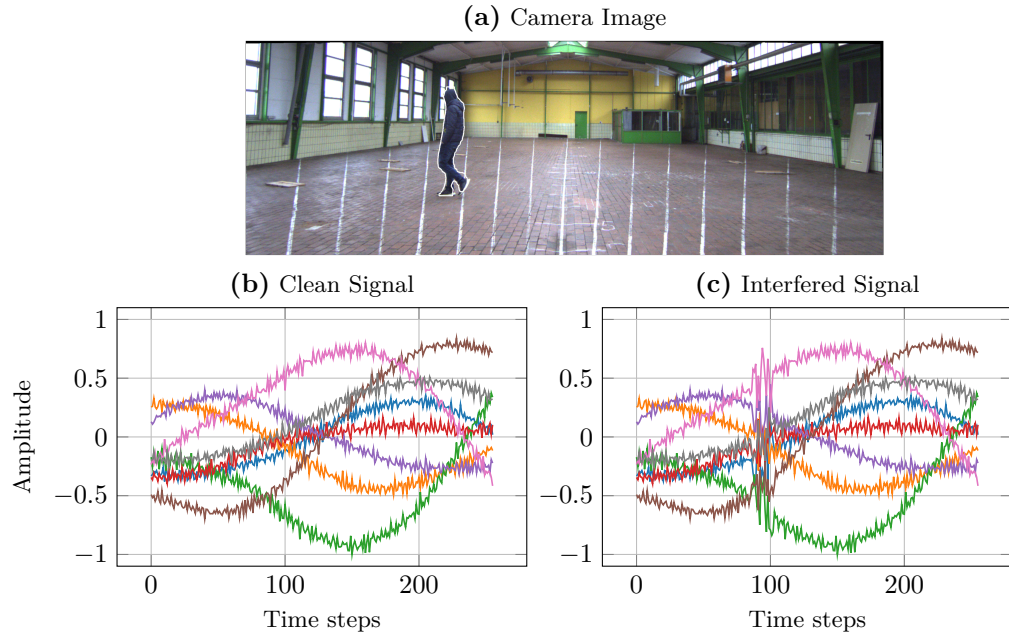 (a) Camera Image
(b) Clean Signal
(c) Interfered Signal
1
0.5
0
−0.5
−1
Amplitude
0
100
200
Time steps
1
0.5
0
−0.5
−1
0
100
200
Time steps